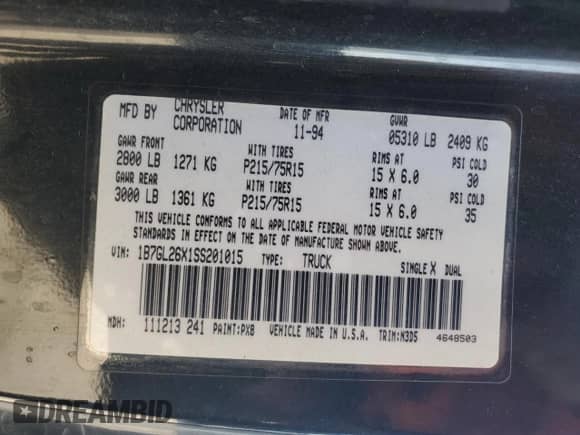 MFD BY CHRYSLER CORPORATION DATE OF MFR 11-94 GVWR 05310 LB 2409 KG
GAWR FRONT WITH TIRES RIMS AT PSI COLD
2800 LB 1271 KG P215/75R15 15 X 6.0 30
GAWR REAR WITH TIRES RIMS AT PSI COLD
3000 LB 1361 KG P215/75R15 15 X 6.0 35
THIS VEHICLE CONFORMS TO ALL APPLICABLE FEDERAL MOTOR VEHICLE SAFETY
STANDARDS IN EFFECT ON THE DATE OF MANUFACTURE SHOWN ABOVE.
VIN: 1B7GL26X1SS201015 TYPE: TRUCK SINGLE X DUAL
MDH: 111213 241 PAINT:PX8 VEHICLE MADE IN U.S.A. TRIM:N3D5 4648503
DREAMBID